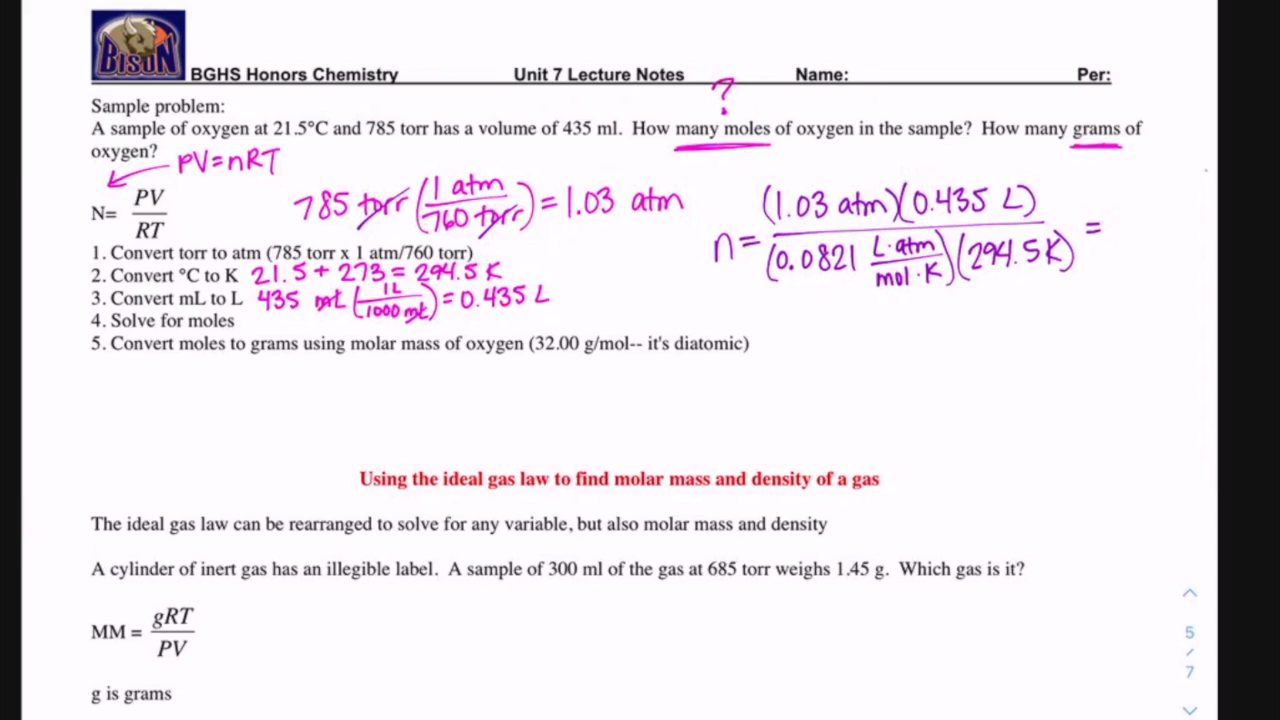 BISON
BGHS Honors Chemistry Unit 7 Lecture Notes Name: Per:
Sample problem:
?
A sample of oxygen at 21.5°C and 785 torr has a volume of 435 ml. How many moles of oxygen in the sample? How many grams of
oxygen?
PV=nRT
N= PV/RT
785 torr (1 atm/760 torr) = 1.03 atm
n= (1.03 atm)(0.435 L)/(0.0821 L·atm/mol·K)(294.5K) =
1. Convert torr to atm (785 torr x 1 atm/760 torr)
2. Convert °C to K 21.5 + 273 = 294.5 K
3. Convert mL to L 435 mL (1L/1000 mL) = 0.435 L
4. Solve for moles
5. Convert moles to grams using molar mass of oxygen (32.00 g/mol-- it's diatomic)
Using the ideal gas law to find molar mass and density of a gas
The ideal gas law can be rearranged to solve for any variable, but also molar mass and density
A cylinder of inert gas has an illegible label. A sample of 300 ml of the gas at 685 torr weighs 1.45 g. Which gas is it?
MM = gRT/PV
g is grams
5
/
7